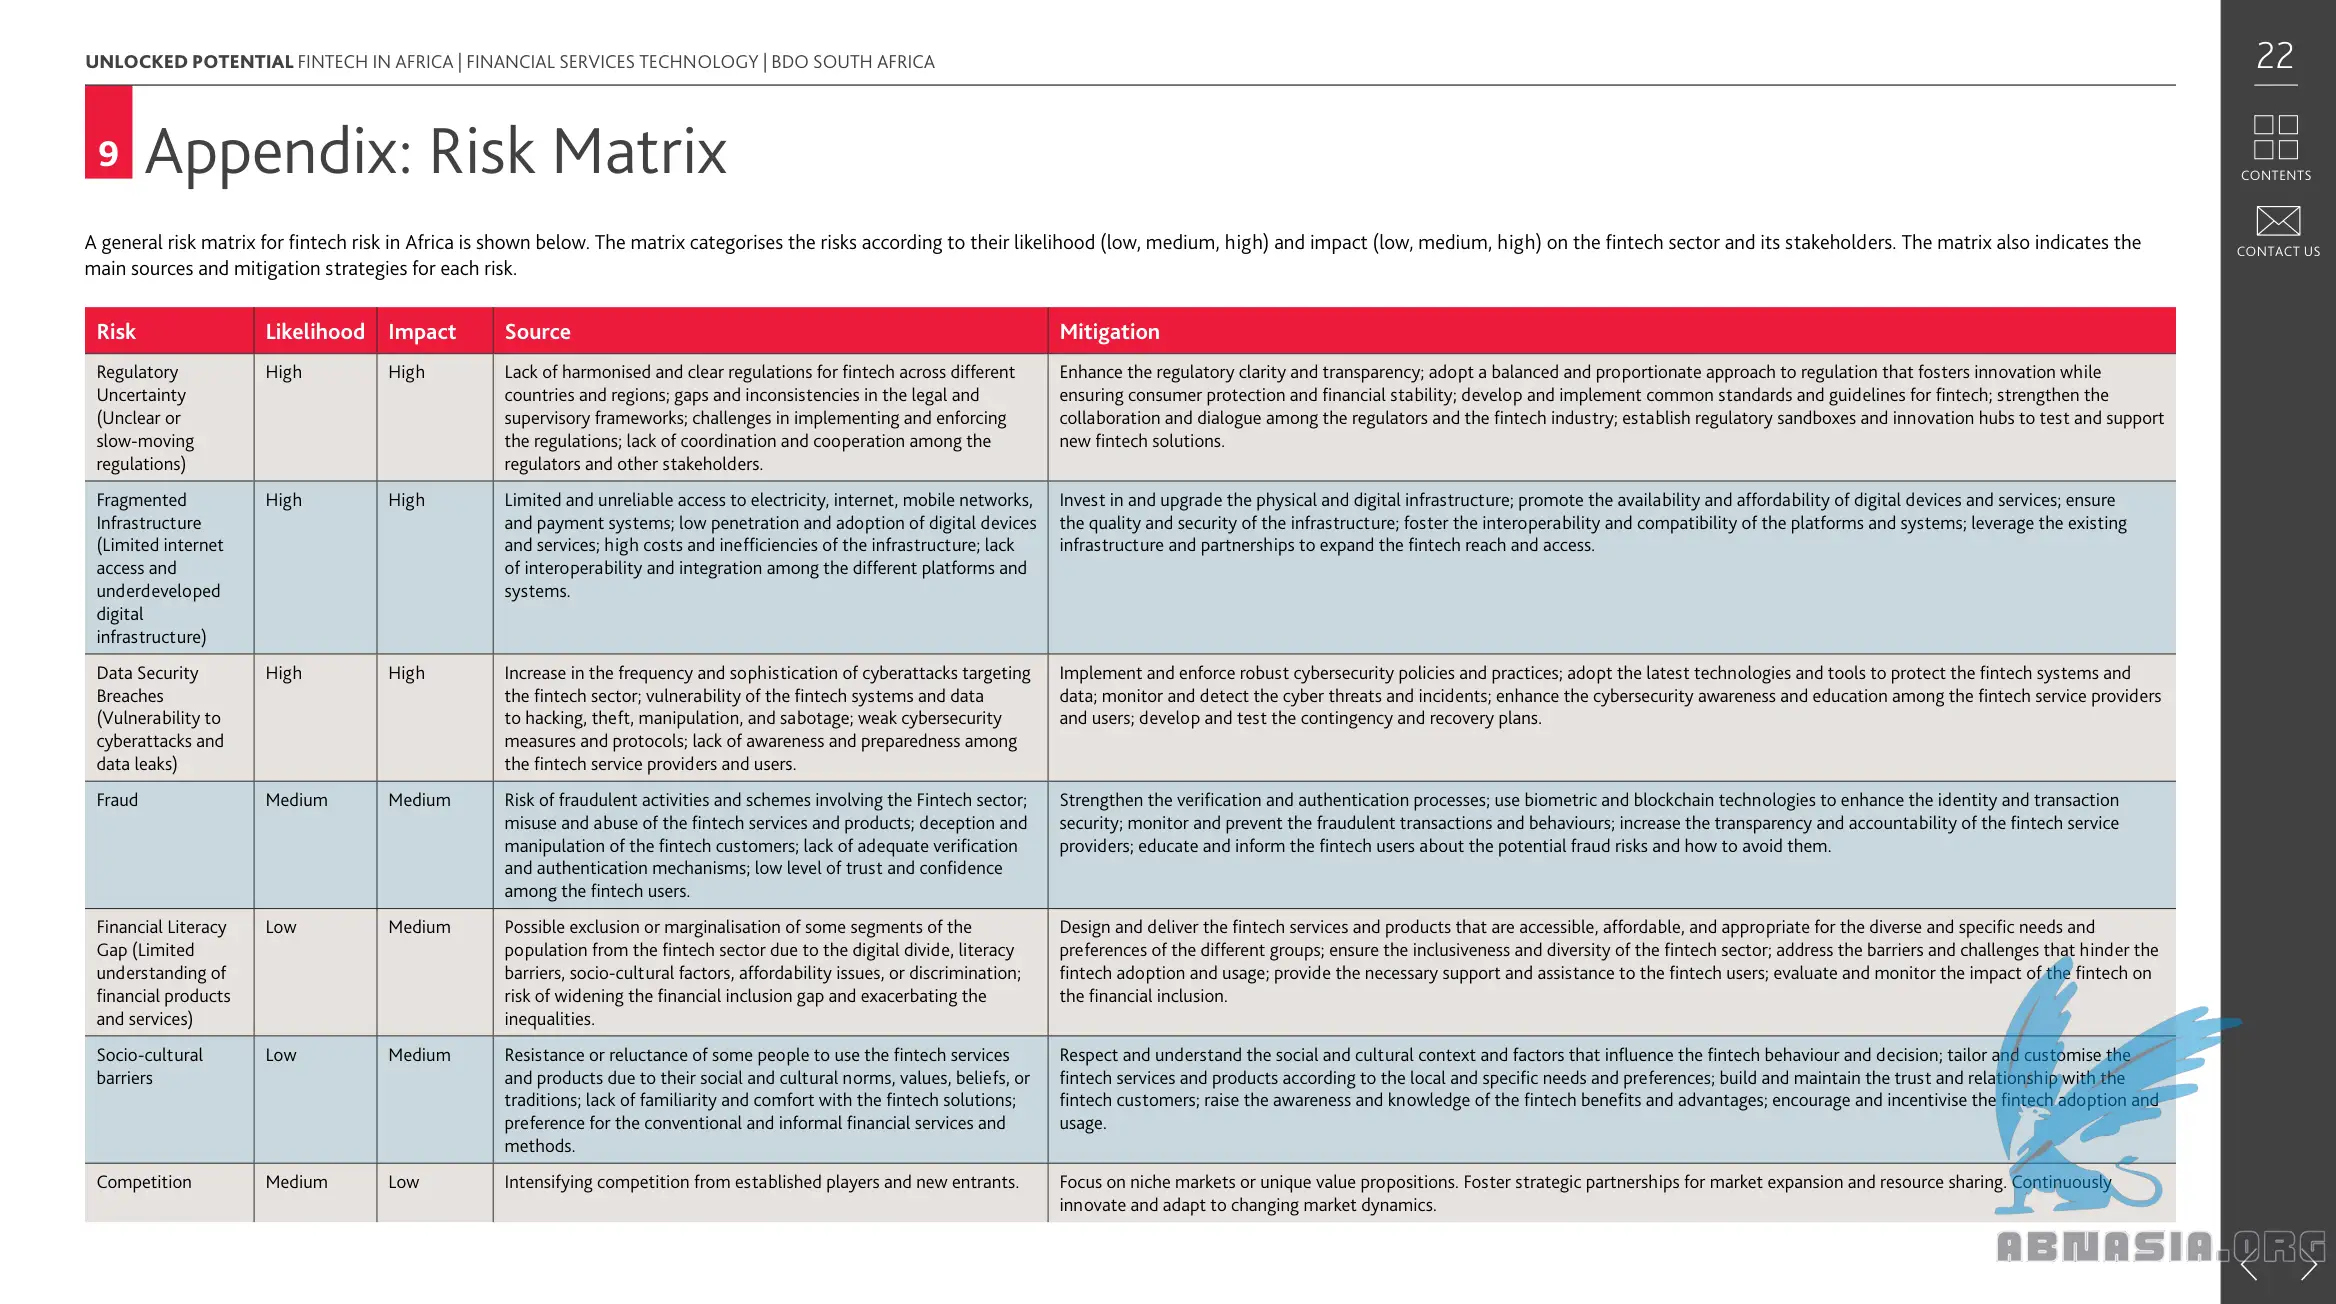 UNLOCKED POTENTIAL FINTECH IN AFRICA | FINANCIAL SERVICES TECHNOLOGY | BDO SOUTH AFRICA
22
CONTENTS
CONTACT US
9 Appendix: Risk Matrix
A general risk matrix for fintech risk in Africa is shown below. The matrix categorises the risks according to their likelihood (low, medium, high) and impact (low, medium, high) on the fintech sector and its stakeholders. The matrix also indicates the
main sources and mitigation strategies for each risk.
Risk
Likelihood
Impact
Source
Mitigation
Regulatory
Uncertainty
(Unclear or
slow-moving
regulations)
High
High
Lack of harmonised and clear regulations for fintech across different
countries and regions; gaps and inconsistencies in the legal and
supervisory frameworks; challenges in implementing and enforcing
the regulations; lack of coordination and cooperation among the
regulators and other stakeholders.
Enhance the regulatory clarity and transparency; adopt a balanced and proportionate approach to regulation that fosters innovation while
ensuring consumer protection and financial stability; develop and implement common standards and guidelines for fintech; strengthen the
collaboration and dialogue among the regulators and the fintech industry; establish regulatory sandboxes and innovation hubs to test and support
new fintech solutions.
Fragmented
Infrastructure
(Limited internet
access and
underdeveloped
digital
infrastructure)
High
High
Limited and unreliable access to electricity, internet, mobile networks,
and payment systems; low penetration and adoption of digital devices
and services; high costs and inefficiencies of the infrastructure; lack
of interoperability and integration among the different platforms and
systems.
Invest in and upgrade the physical and digital infrastructure; promote the availability and affordability of digital devices and services; ensure
the quality and security of the infrastructure; foster the interoperability and compatibility of the platforms and systems; leverage the existing
infrastructure and partnerships to expand the fintech reach and access.
Data Security
Breaches
(Vulnerability to
cyberattacks and
data leaks)
High
High
Increase in the frequency and sophistication of cyberattacks targeting
the fintech sector; vulnerability of the fintech systems and data
to hacking, theft, manipulation, and sabotage; weak cybersecurity
measures and protocols; lack of awareness and preparedness among
the fintech service providers and users.
Implement and enforce robust cybersecurity policies and practices; adopt the latest technologies and tools to protect the fintech systems and
data; monitor and detect the cyber threats and incidents; enhance the cybersecurity awareness and education among the fintech service providers
and users; develop and test the contingency and recovery plans.
Fraud
Medium
Medium
Risk of fraudulent activities and schemes involving the Fintech sector;
misuse and abuse of the fintech services and products; deception and
manipulation of the fintech customers; lack of adequate verification
and authentication mechanisms; low level of trust and confidence
among the fintech users.
Strengthen the verification and authentication processes; use biometric and blockchain technologies to enhance the identity and transaction
security; monitor and prevent the fraudulent transactions and behaviours; increase the transparency and accountability of the fintech service
providers; educate and inform the fintech users about the potential fraud risks and how to avoid them.
Financial Literacy
Gap (Limited
understanding of
financial products
and services)
Low
Medium
Possible exclusion or marginalisation of some segments of the
population from the fintech sector due to the digital divide, literacy
barriers, socio-cultural factors, affordability issues, or discrimination;
risk of widening the financial inclusion gap and exacerbating the
inequalities.
Design and deliver the fintech services and products that are accessible, affordable, and appropriate for the diverse and specific needs and
preferences of the different groups; ensure the inclusiveness and diversity of the fintech sector; address the barriers and challenges that hinder the
fintech adoption and usage; provide the necessary support and assistance to the fintech users; evaluate and monitor the impact of the fintech on
the financial inclusion.
Socio-cultural
barriers
Low
Medium
Resistance or reluctance of some people to use the fintech services
and products due to their social and cultural norms, values, beliefs, or
traditions; lack of familiarity and comfort with the fintech solutions;
preference for the conventional and informal financial services and
methods.
Respect and understand the social and cultural context and factors that influence the fintech behaviour and decision; tailor and customise the
fintech services and products according to the local and specific needs and preferences; build and maintain the trust and relationship with the
fintech customers; raise the awareness and knowledge of the fintech benefits and advantages; encourage and incentivise the fintech adoption and
usage.
Competition
Medium
Low
Intensifying competition from established players and new entrants.
Focus on niche markets or unique value propositions. Foster strategic partnerships for market expansion and resource sharing. Continuously
innovate and adapt to changing market dynamics.
ABNASIA.ORG